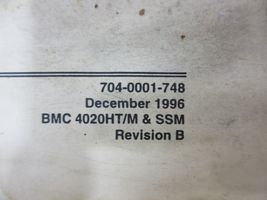 704-0001-748
December 1996
BMC 4020HT/M & SSM
Revision B